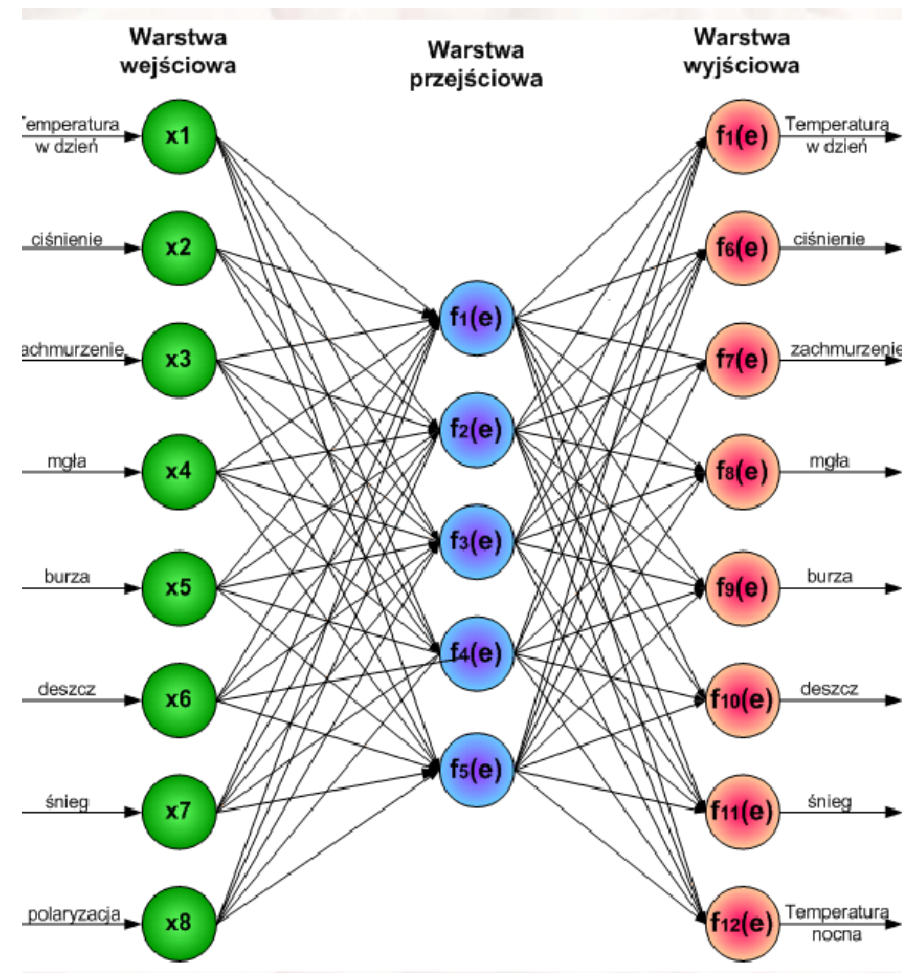 Warstwa
wejściowa
Warstwa
przejściowa
Warstwa
wyjściowa
Temperatura
w dzień
x1
f1(e)
Temperatura
w dzień
ciśnienie
x2
f6(e)
ciśnienie
f1(e)
zachmurzenie
x3
f7(e)
zachmurzenie
f2(e)
mgła
x4
f8(e)
mgła
f3(e)
burza
x5
f9(e)
burza
f4(e)
deszcz
x6
f10(e)
deszcz
f5(e)
śnieg
x7
f11(e)
śnieg
polaryzacja
x8
f12(e)
Temperatura
nocna